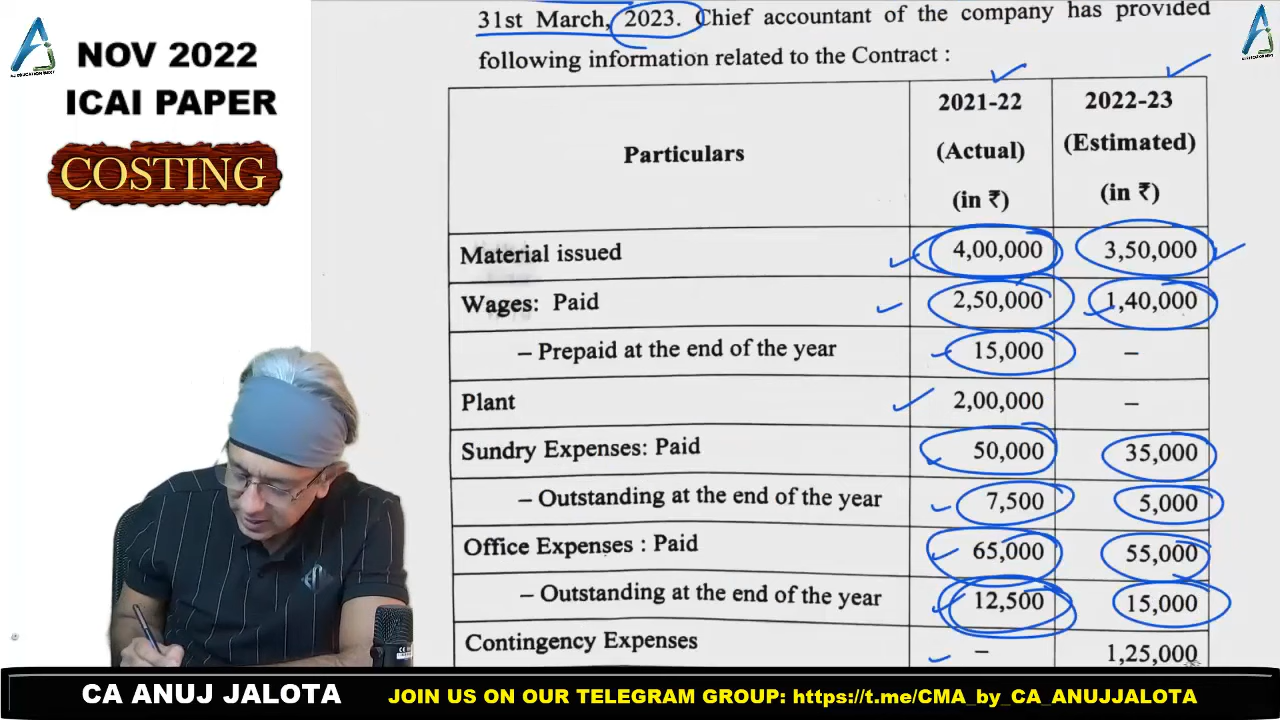 31st March, 2023. Chief accountant of the company has provided
following information related to the Contract :
NOV 2022
ICAI PAPER
COSTING
Particulars
2021-22
(Actual)
(in ₹)
2022-23
(Estimated)
(in ₹)
Material issued 4,00,000 3,50,000
Wages: Paid 2,50,000 1,40,000
– Prepaid at the end of the year 15,000 –
Plant 2,00,000 –
Sundry Expenses: Paid 50,000 35,000
– Outstanding at the end of the year 7,500 5,000
Office Expenses : Paid 65,000 55,000
– Outstanding at the end of the year 12,500 15,000
Contingency Expenses – 1,25,000
CA ANUJ JALOTA
JOIN US ON OUR TELEGRAM GROUP: https://t.me/CMA_by_CA_ANUJJALOTA